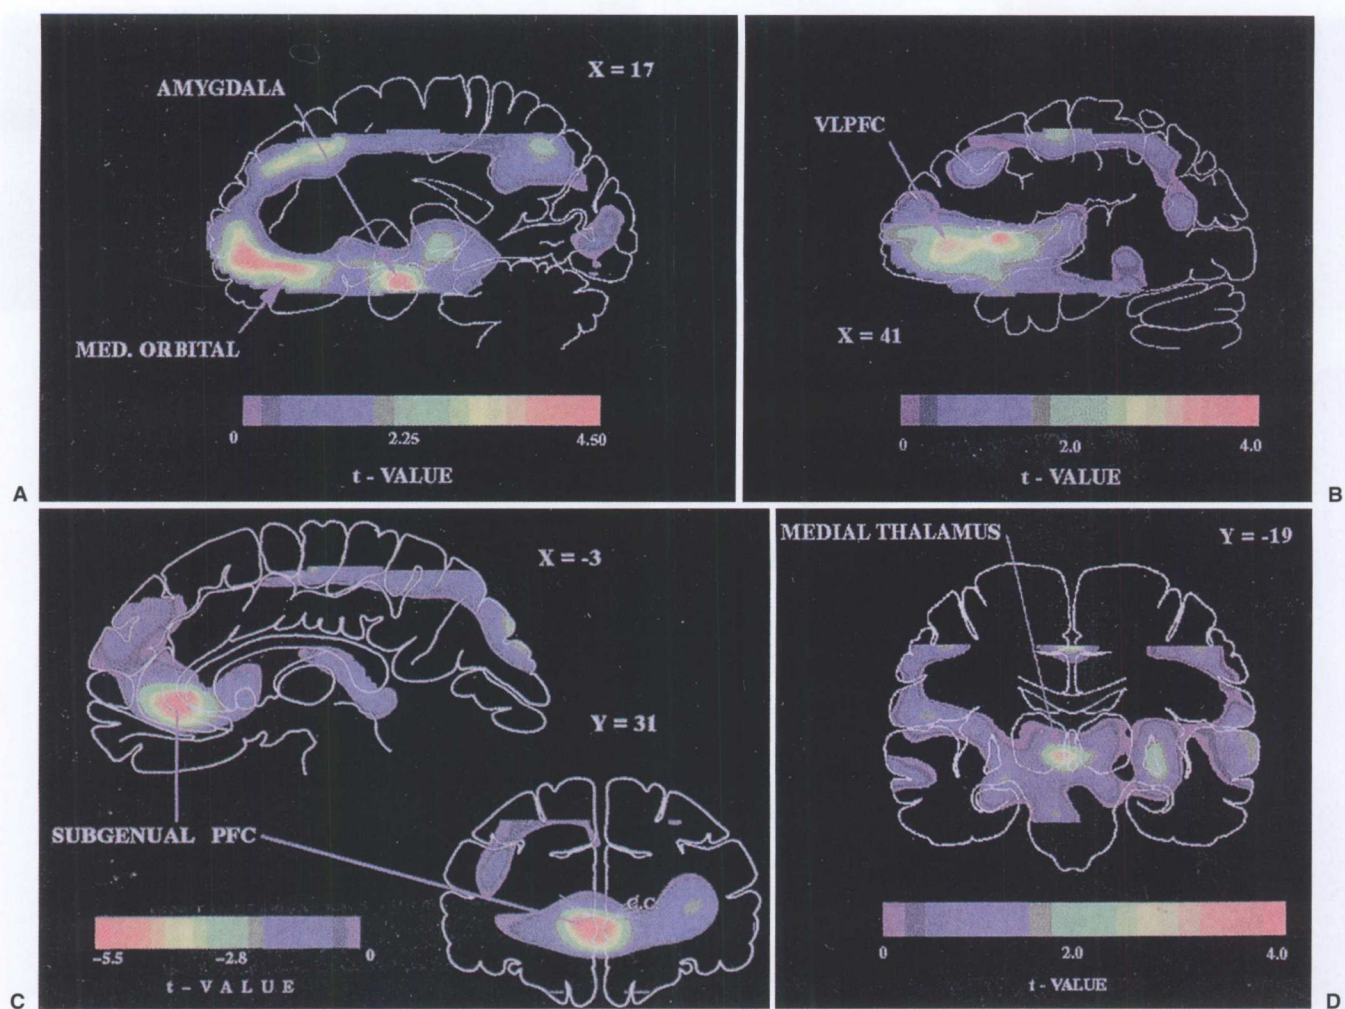 AMYGDALA
X = 17
MED. ORBITAL
0 2.25 4.50
t - VALUE
A
VLPFC
X = 41
0 2.0 4.0
t - VALUE
B
X = -3
Y = 31
SUBGENUAL PFC
C.C.
-5.5 -2.8 0
t - VALUE
C
MEDIAL THALAMUS
Y = -19
0 2.0 4.0
t - VALUE
D